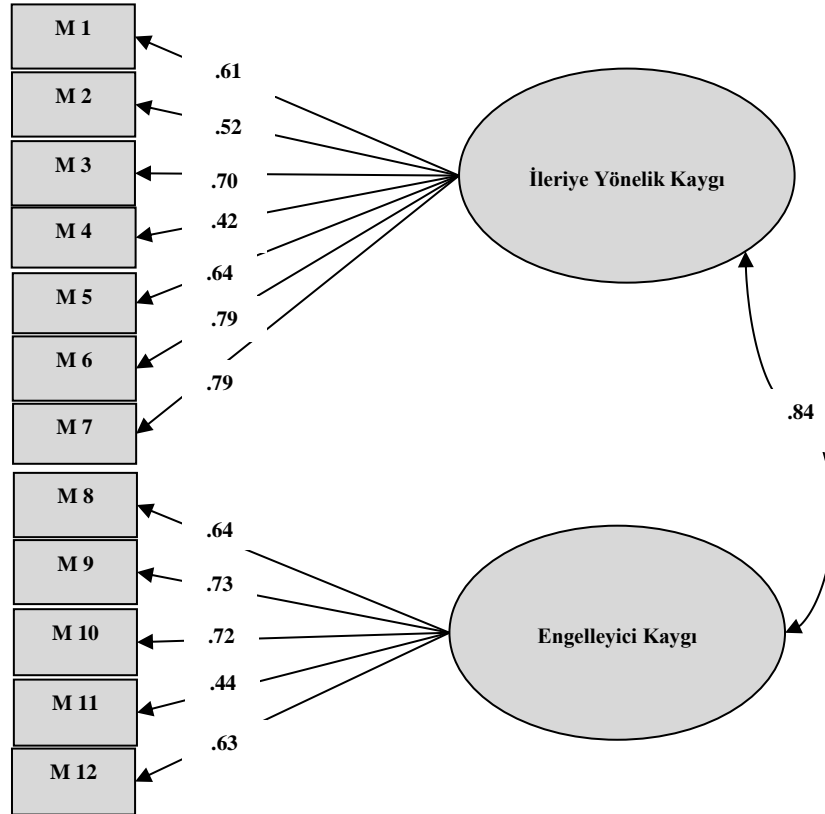 M 1
.61
M 2
.52
M 3
.70
İleriye Yönelik Kaygı
M 4
.42
M 5
.64
M 6
.79
M 7
.79
.84
M 8
.64
M 9
.73
M 10
.72
Engelleyici Kaygı
M 11
.44
M 12
.63